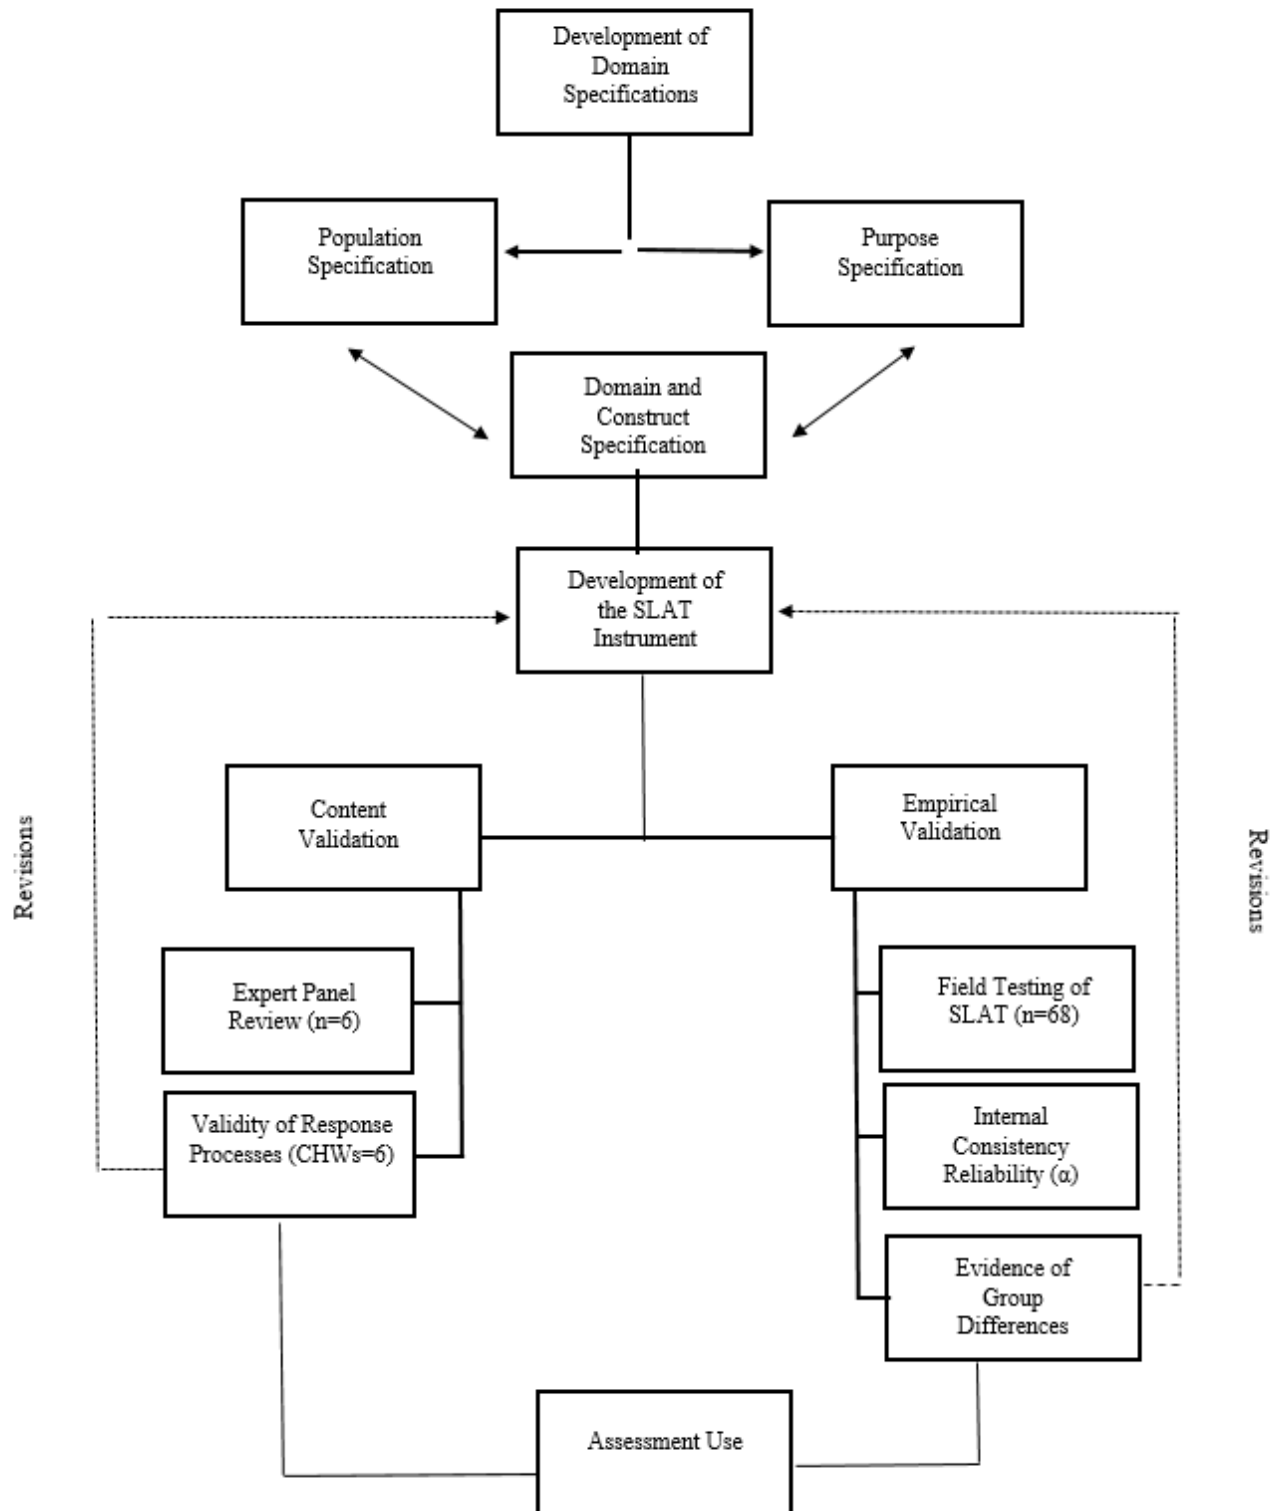 Development of
Domain
Specifications
Population
Specification
Purpose
Specification
Domain and
Construct
Specification
Development of
the SLAT
Instrument
Revisions
Content
Validation
Empirical
Validation
Revisions
Expert Panel
Review (n=6)
Field Testing of
SLAT (n=68)
Validity of Response
Processes (CHWs=6)
Internal
Consistency
Reliability (α)
Evidence of
Group
Differences
Assessment Use